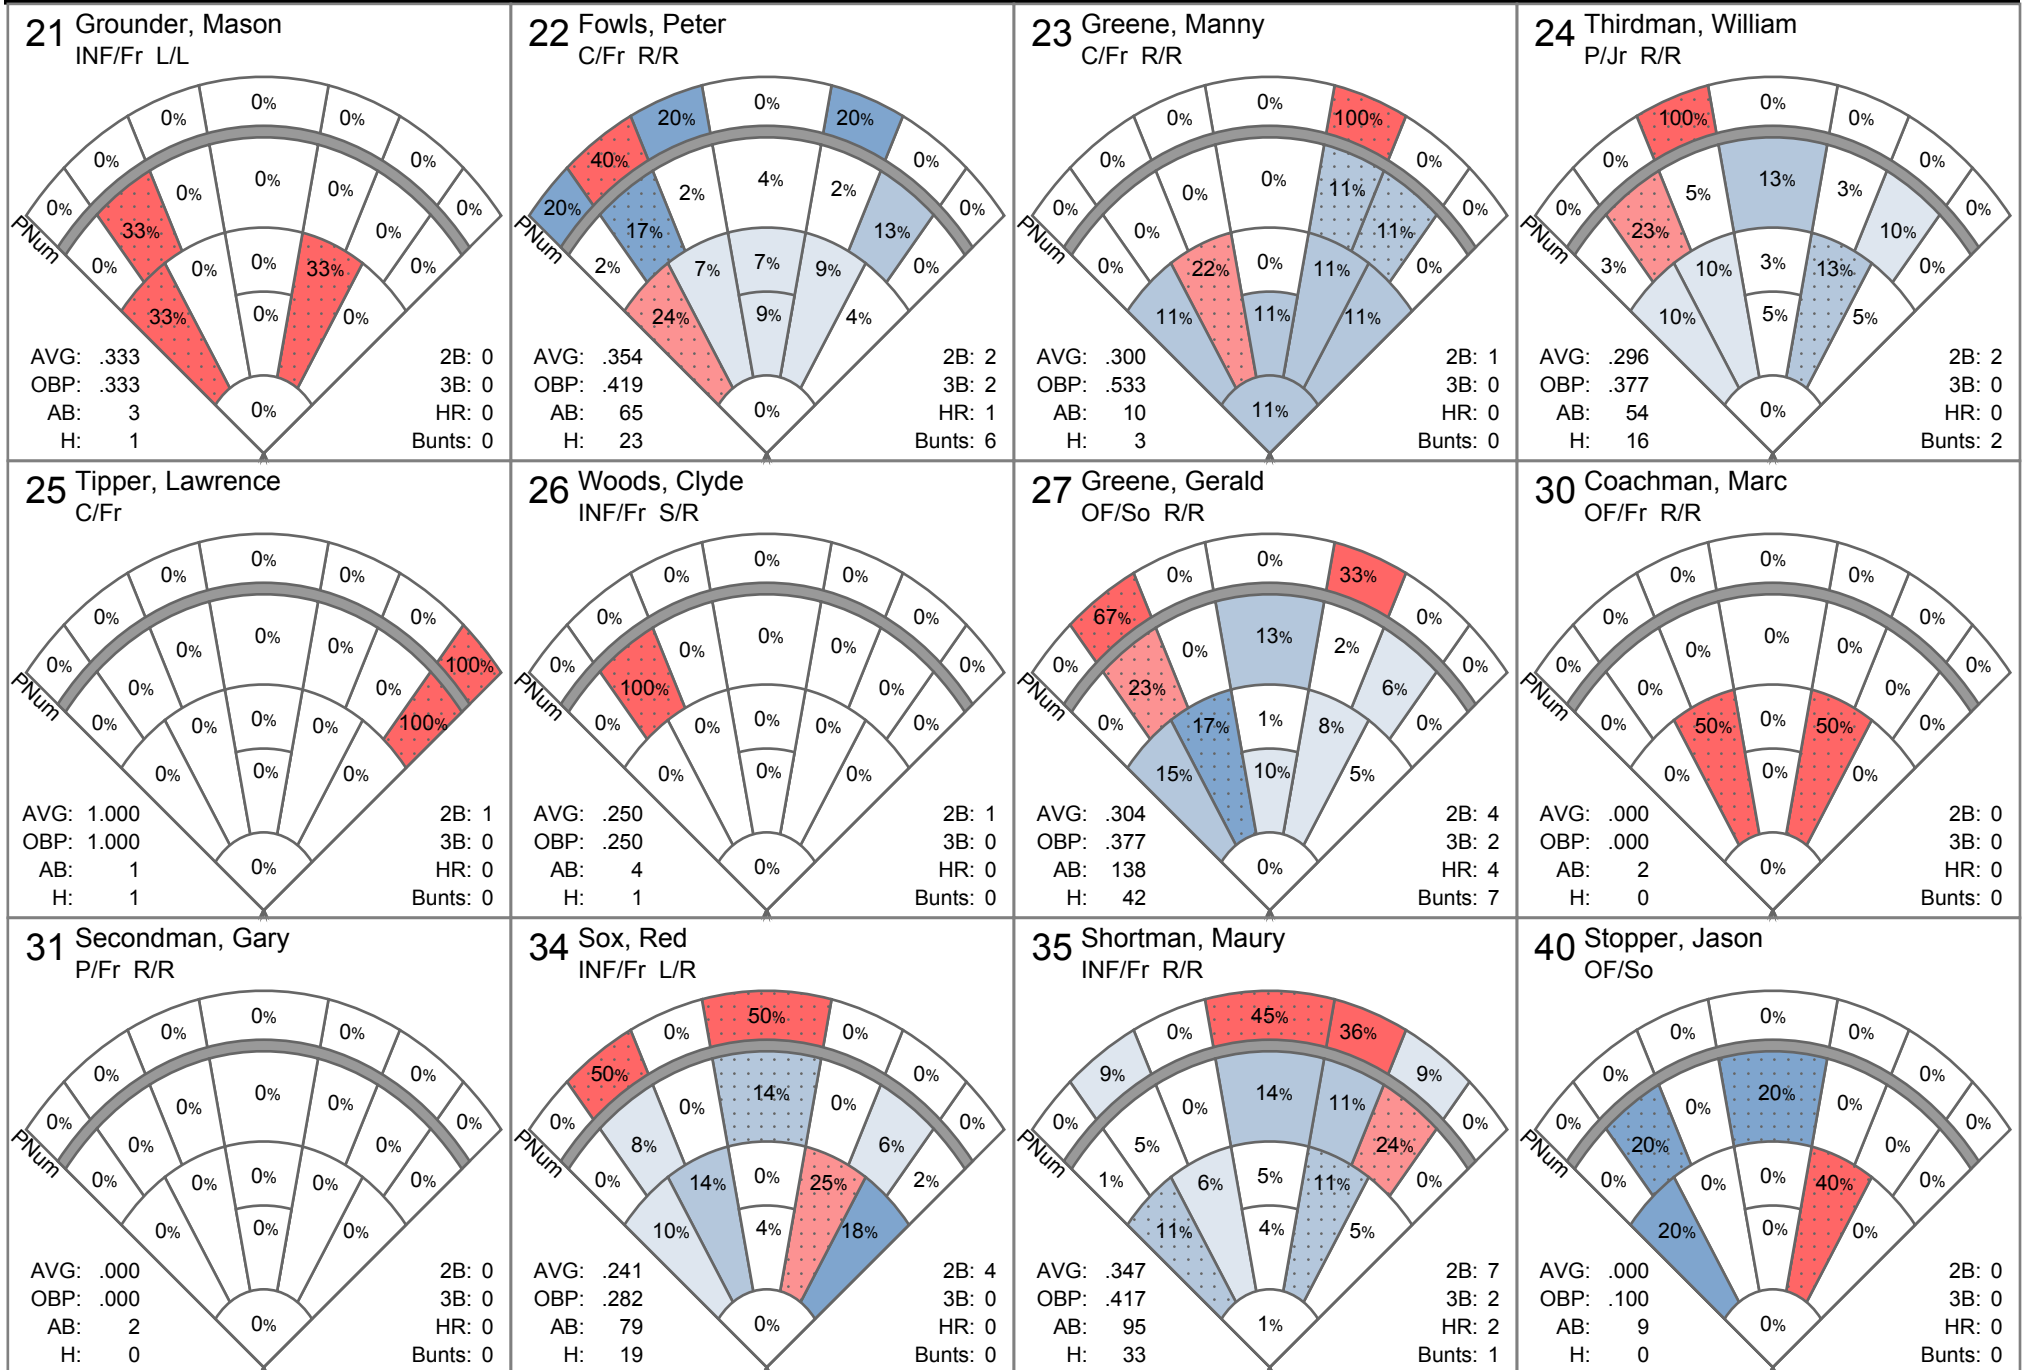 21 Grounder, Mason
INF/Fr L/L
0%
0% 0%
0% 0%
0% 0%
0%
0% 0%
33% 0%
0% 0%
0%
0% 33%
33% 0%
0%
0%
PNum
AVG: .333 2B: 0
OBP: .333 3B: 0
AB: 3 HR: 0
H: 1 Bunts: 0
22 Fowls, Peter
C/Fr R/R
0%
20% 20%
40% 0%
20% 0%
4%
2% 2%
17% 13%
2% 0%
7%
7% 9%
24% 4%
9%
0%
PNum
AVG: .354 2B: 2
OBP: .419 3B: 2
AB: 65 HR: 1
H: 23 Bunts: 6
23 Greene, Manny
C/Fr R/R
0%
0% 100%
0% 0%
0% 0%
0%
0% 11%
0% 11%
0% 0%
0%
22% 11%
11% 11%
11%
11%
PNum
AVG: .300 2B: 1
OBP: .533 3B: 0
AB: 10 HR: 0
H: 3 Bunts: 0
24 Thirdman, William
P/Jr R/R
0%
100% 0%
0% 0%
0% 0%
13%
5% 3%
23% 10%
3% 0%
3%
10% 13%
10% 5%
5%
0%
PNum
AVG: .296 2B: 2
OBP: .377 3B: 0
AB: 54 HR: 0
H: 16 Bunts: 2
25 Tipper, Lawrence
C/Fr
0%
0% 0%
0% 0%
0% 100%
0%
0% 0%
0% 0%
0% 100%
0%
0% 0%
0% 0%
0%
0%
PNum
AVG: 1.000 2B: 1
OBP: 1.000 3B: 0
AB: 1 HR: 0
H: 1 Bunts: 0
26 Woods, Clyde
INF/Fr S/R
0%
0% 0%
0% 0%
0% 0%
0%
0% 0%
100% 0%
0% 0%
0%
0% 0%
0% 0%
0%
0%
PNum
AVG: .250 2B: 1
OBP: .250 3B: 0
AB: 4 HR: 0
H: 1 Bunts: 0
27 Greene, Gerald
OF/So R/R
0%
0% 33%
67% 0%
0% 0%
13%
0% 2%
23% 6%
0% 0%
1%
17% 8%
15% 5%
10%
0%
PNum
AVG: .304 2B: 4
OBP: .377 3B: 2
AB: 138 HR: 4
H: 42 Bunts: 7
30 Coachman, Marc
OF/Fr R/R
0%
0% 0%
0% 0%
0% 0%
0%
0% 0%
0% 0%
0% 0%
0%
50% 50%
0% 0%
0%
0%
PNum
AVG: .000 2B: 0
OBP: .000 3B: 0
AB: 2 HR: 0
H: 0 Bunts: 0
31 Secondman, Gary
P/Fr R/R
0%
0% 0%
0% 0%
0% 0%
0%
0% 0%
0% 0%
0% 0%
0%
0% 0%
0% 0%
0%
0%
PNum
AVG: .000 2B: 0
OBP: .000 3B: 0
AB: 2 HR: 0
H: 0 Bunts: 0
34 Sox, Red
INF/Fr L/R
50%
0% 0%
50% 0%
0% 0%
14%
0% 0%
8% 6%
0% 2%
0%
14% 25%
10% 18%
4%
0%
PNum
AVG: .241 2B: 4
OBP: .282 3B: 0
AB: 79 HR: 0
H: 19 Bunts: 0
35 Shortman, Maury
INF/Fr R/R
45%
0% 36%
9% 9%
0% 0%
14%
0% 11%
5% 24%
1% 0%
5%
6% 11%
11% 5%
4%
1%
PNum
AVG: .347 2B: 7
OBP: .417 3B: 2
AB: 95 HR: 2
H: 33 Bunts: 1
40 Stopper, Jason
OF/So
0%
0% 0%
0% 0%
0% 0%
20%
0% 0%
20% 0%
0% 0%
0%
0% 40%
20% 0%
0%
0%
PNum
AVG: .000 2B: 0
OBP: .100 3B: 0
AB: 9 HR: 0
H: 0 Bunts: 0